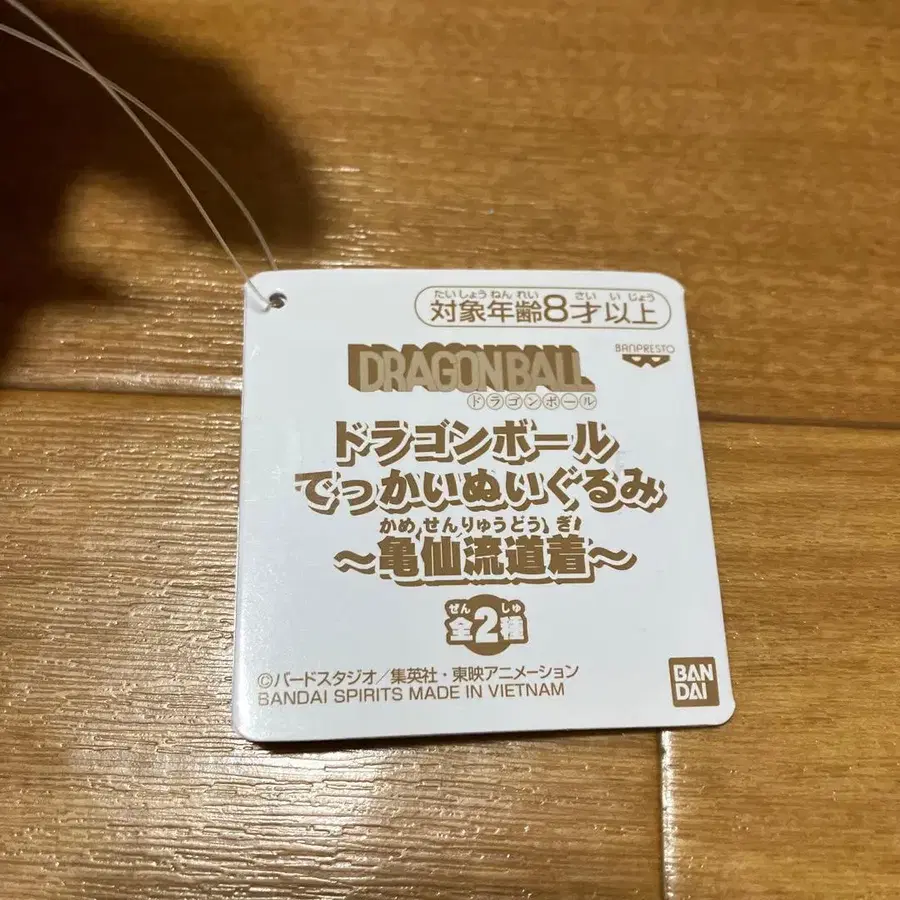 たいしょうねんれい さいいじょう
対象年齢8才以上
BANPRESTO
DRAGON BALL
ドラゴンボール
ドラゴンボール
でっかいぬいぐるみ
かめせんりゅうどうぎ
～亀仙流道着～
ぜん しゅ
全2種
©バードスタジオ／集英社・東映アニメーション
BANDAI SPIRITS MADE IN VIETNAM
BAN
DAI